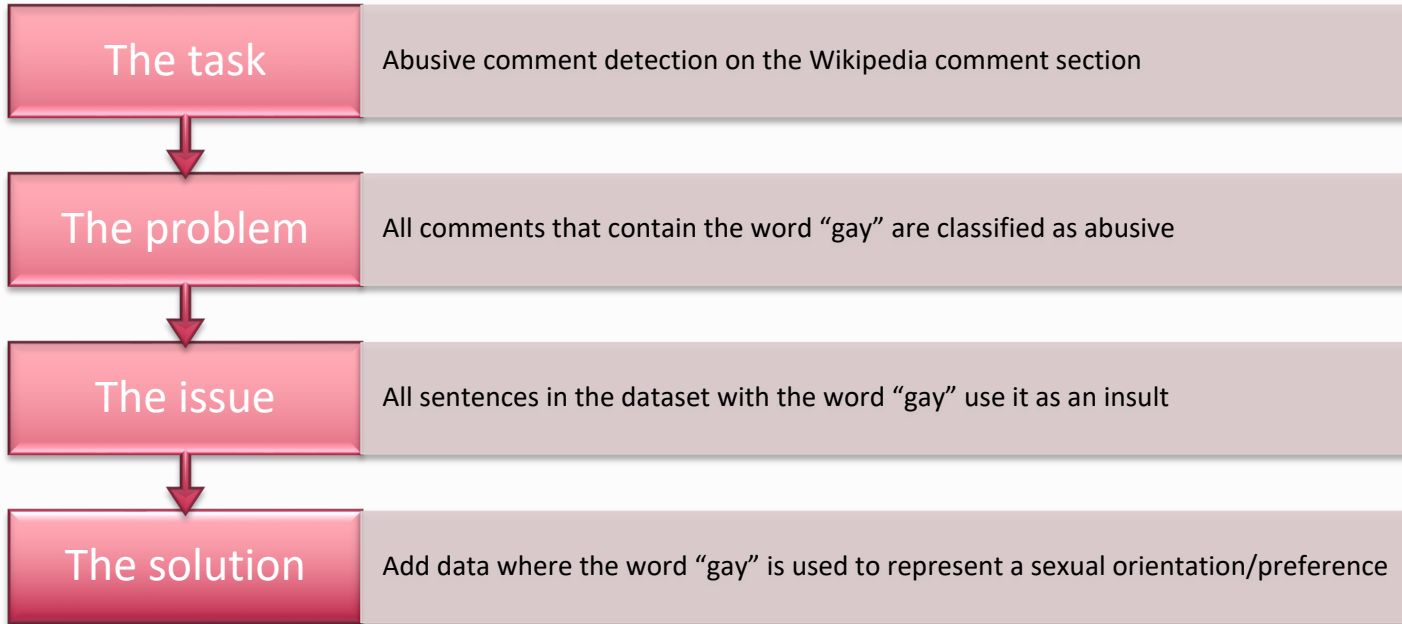 The task
Abusive comment detection on the Wikipedia comment section
The problem
All comments that contain the word “gay” are classified as abusive
The issue
All sentences in the dataset with the word “gay” use it as an insult
The solution
Add data where the word “gay” is used to represent a sexual orientation/preference